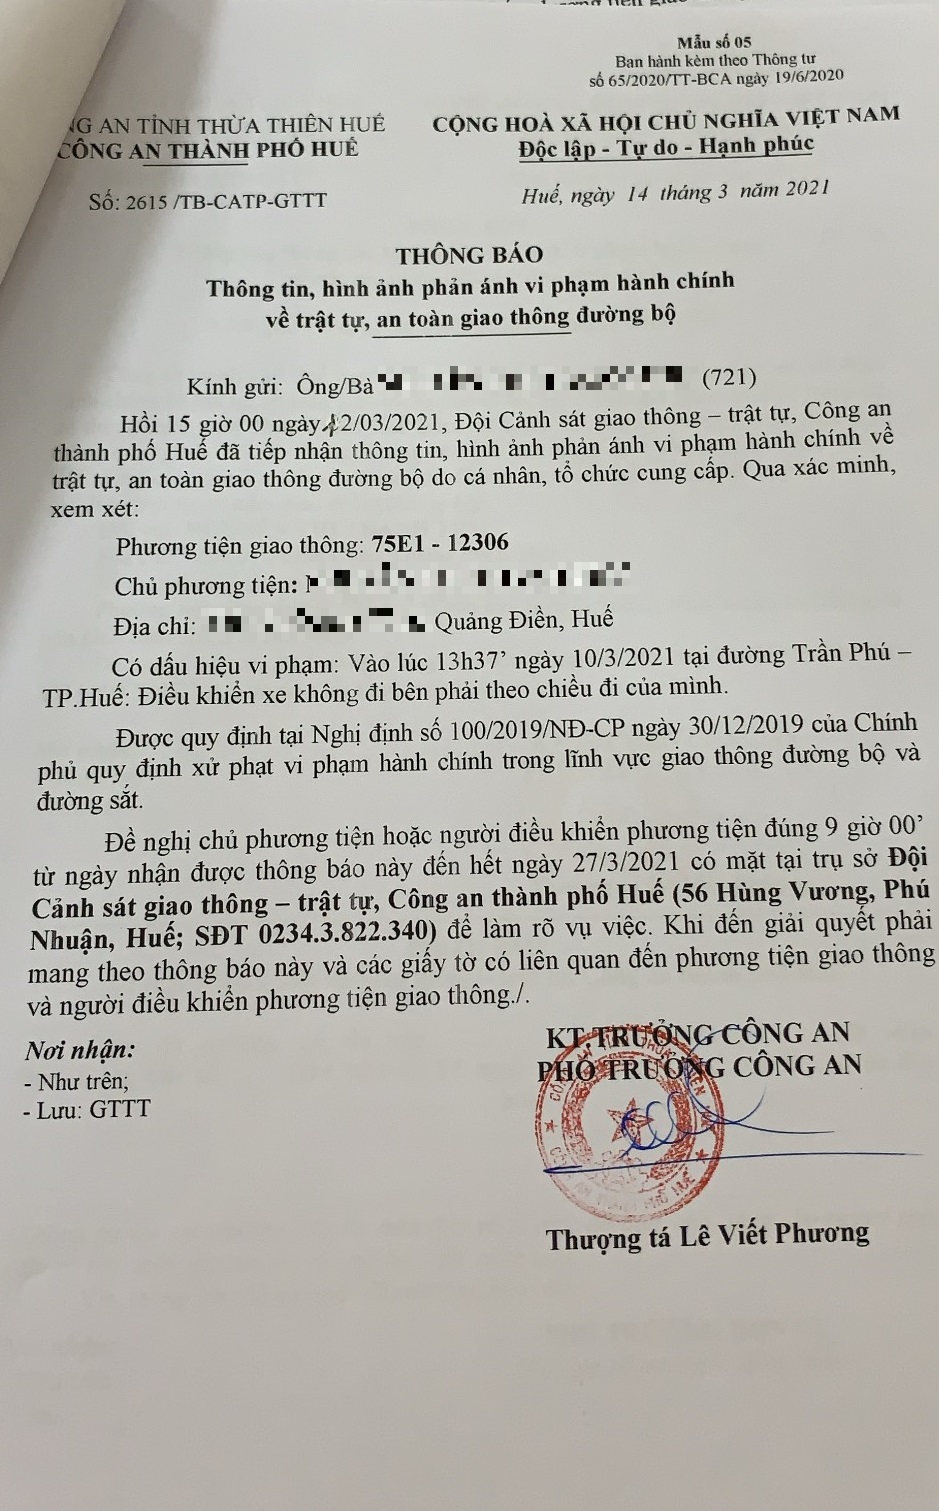 Mẫu số 05
Ban hành kèm theo Thông tư
số 65/2020/TT-BCA ngày 19/6/2020
AN TỈNH THỪA THIÊN HUẾ
CÔNG AN THÀNH PHỐ HUẾ
CỘNG HOÀ XÃ HỘI CHỦ NGHĨA VIỆT NAM
Độc lập - Tự do - Hạnh phúc
Số: 2615 /TB-CATP-GTTT
Huế, ngày 14 tháng 3 năm 2021
THÔNG BÁO
Thông tin, hình ảnh phản ánh vi phạm hành chính
về trật tự, an toàn giao thông đường bộ
Kính gửi: Ông/Bà (721)
Hồi 15 giờ 00 ngày 12/03/2021, Đội Cảnh sát giao thông – trật tự, Công an
thành phố Huế đã tiếp nhận thông tin, hình ảnh phản ánh vi phạm hành chính về
trật tự, an toàn giao thông đường bộ do cá nhân, tổ chức cung cấp. Qua xác minh,
xem xét:
Phương tiện giao thông: 75E1 - 12306
Chủ phương tiện:
Địa chỉ: Quảng Điền, Huế
Có dấu hiệu vi phạm: Vào lúc 13h37’ ngày 10/3/2021 tại đường Trần Phú –
TP.Huế: Điều khiển xe không đi bên phải theo chiều đi của mình.
Được quy định tại Nghị định số 100/2019/NĐ-CP ngày 30/12/2019 của Chính
phủ quy định xử phạt vi phạm hành chính trong lĩnh vực giao thông đường bộ và
đường sắt.
Đề nghị chủ phương tiện hoặc người điều khiển phương tiện đúng 9 giờ 00’
từ ngày nhận được thông báo này đến hết ngày 27/3/2021 có mặt tại trụ sở Đội
Cảnh sát giao thông – trật tự, Công an thành phố Huế (56 Hùng Vương, Phú
Nhuận, Huế; SĐT 0234.3.822.340) để làm rõ vụ việc. Khi đến giải quyết phải
mang theo thông báo này và các giấy tờ có liên quan đến phương tiện giao thông
và người điều khiển phương tiện giao thông./.
Nơi nhận:
- Như trên;
- Lưu: GTTT
KT.TRƯỞNG CÔNG AN
PHÓ TRƯỞNG CÔNG AN
Thượng tá Lê Viết Phương